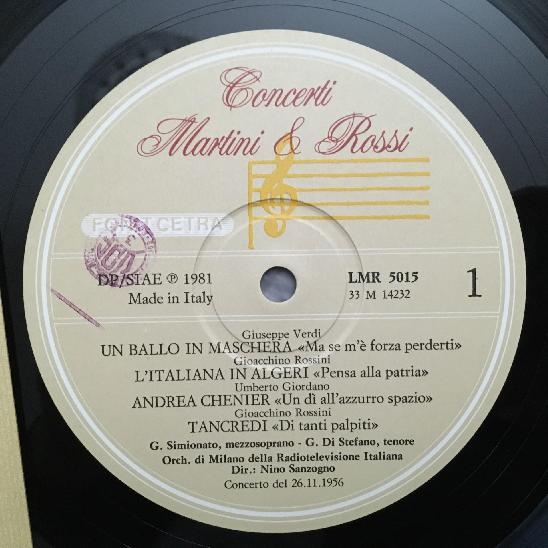 Concerti
Martini & Rossi
FONIT CETRA
DP/SIAE ℗ 1981
LMR 5015
1
Made in Italy
33 M 14232
Giuseppe Verdi
UN BALLO IN MASCHERA «Ma se m'è forza perderti»
Gioacchino Rossini
L'ITALIANA IN ALGERI «Pensa alla patria»
Umberto Giordano
ANDREA CHENIER «Un dì all'azzurro spazio»
Gioacchino Rossini
TANCREDI «Di tanti palpiti»
G. Simionato, mezzosoprano - G. Di Stefano, tenore
Orch. di Milano della Radiotelevisione Italiana
Dir.: Nino Sanzogno
Concerto del 26.11.1956